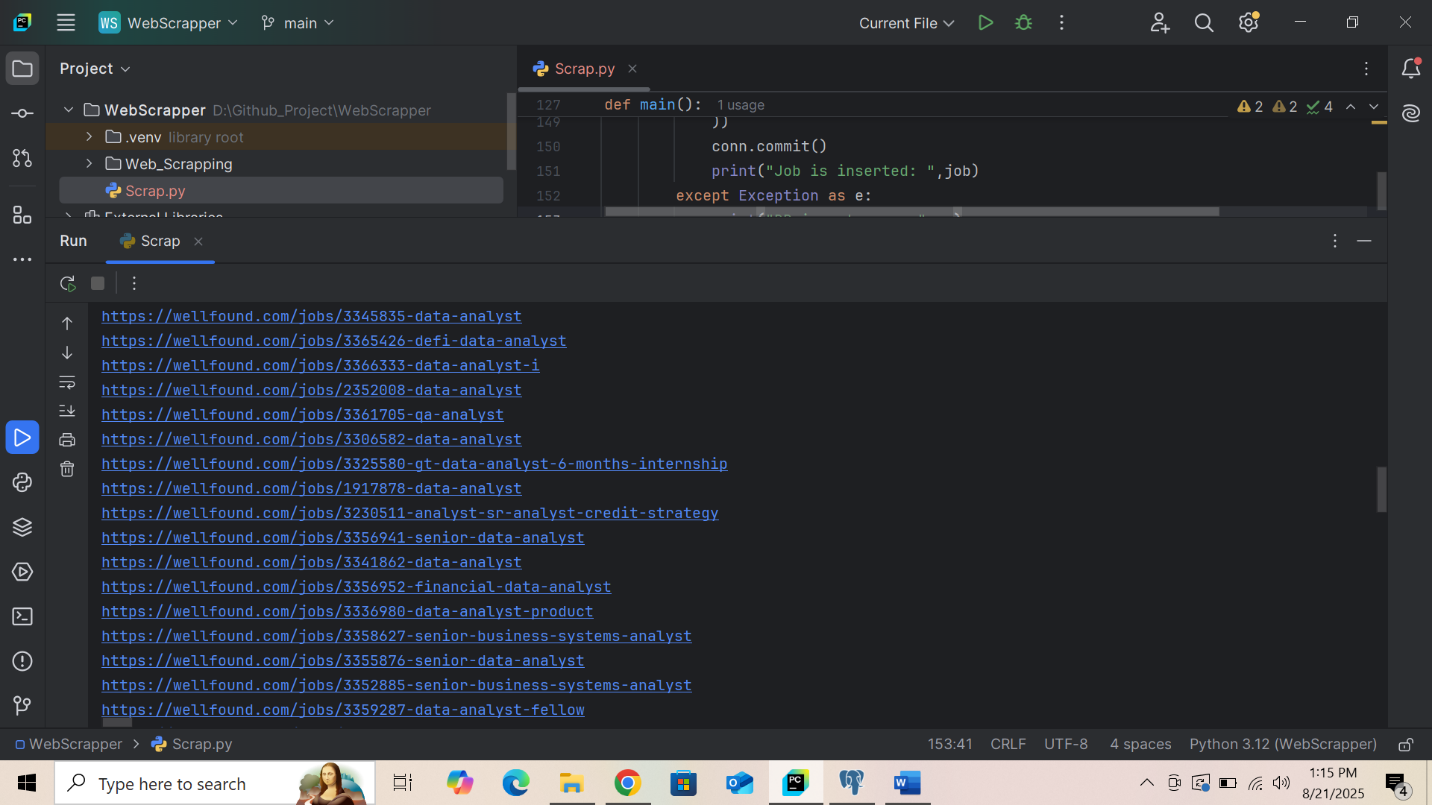 WS WebScrapper main Current File
Project
Scrap.py
WebScrapper D:\Github_Project\WebScrapper
.venv library root
Web_Scrapping
Scrap.py
127 def main(): 1 usage
2 2 4
149 ))
150 conn.commit()
151 print("Job is inserted: ",job)
152 except Exception as e:
Run Scrap
https://wellfound.com/jobs/3345835-data-analyst
https://wellfound.com/jobs/3365426-defi-data-analyst
https://wellfound.com/jobs/3366333-data-analyst-i
https://wellfound.com/jobs/2352008-data-analyst
https://wellfound.com/jobs/3361705-qa-analyst
https://wellfound.com/jobs/3306582-data-analyst
https://wellfound.com/jobs/3325580-gt-data-analyst-6-months-internship
https://wellfound.com/jobs/1917878-data-analyst
https://wellfound.com/jobs/3230511-analyst-sr-analyst-credit-strategy
https://wellfound.com/jobs/3356941-senior-data-analyst
https://wellfound.com/jobs/3341862-data-analyst
https://wellfound.com/jobs/3356952-financial-data-analyst
https://wellfound.com/jobs/3336980-data-analyst-product
https://wellfound.com/jobs/3358627-senior-business-systems-analyst
https://wellfound.com/jobs/3355876-senior-data-analyst
https://wellfound.com/jobs/3352885-senior-business-systems-analyst
https://wellfound.com/jobs/3359287-data-analyst-fellow
WebScrapper > Scrap.py 153:41 CRLF UTF-8 4 spaces Python 3.12 (WebScrapper)
Type here to search
1:15 PM
8/21/2025
4